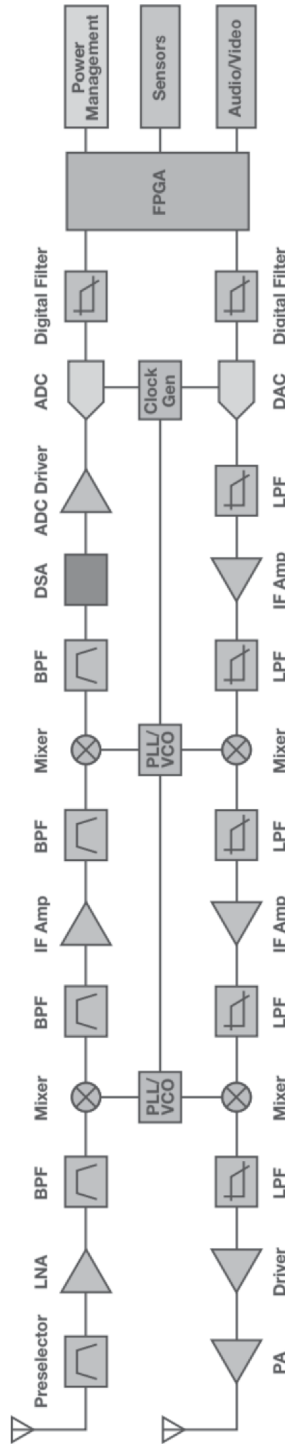 Preselector
LNA
BPF
Mixer
BPF
IF Amp
BPF
Mixer
BPF
DSA
ADC Driver
ADC
Digital Filter
Power
Management
PLL/
VCO
PLL/
VCO
Clock
Gen
FPGA
Sensors
Audio/Video
PA
Driver
LPF
Mixer
LPF
IF Amp
LPF
Mixer
LPF
IF Amp
LPF
DAC
Digital Filter